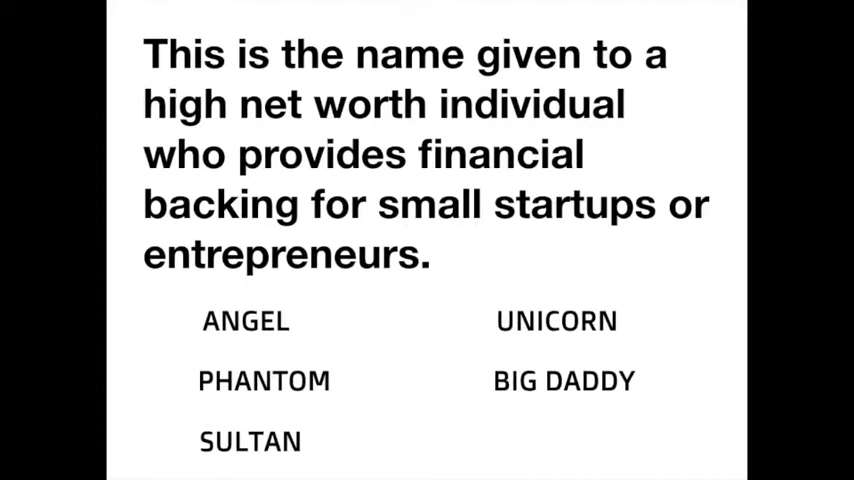 This is the name given to a
high net worth individual
who provides financial
backing for small startups or
entrepreneurs.
ANGEL
UNICORN
PHANTOM
BIG DADDY
SULTAN